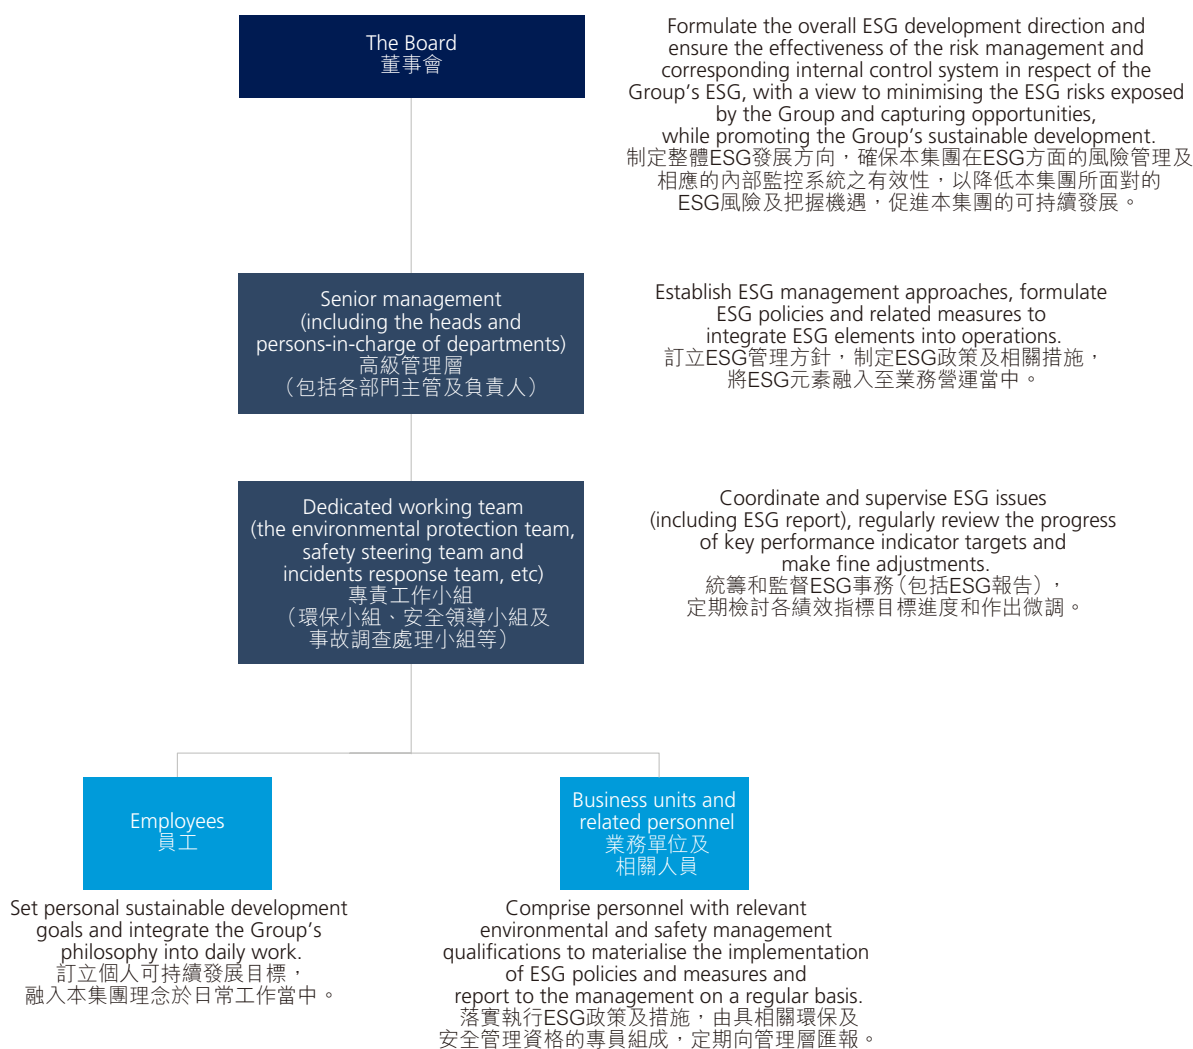 The Board
董事會
Formulate the overall ESG development direction and
ensure the effectiveness of the risk management and
corresponding internal control system in respect of the
Group's ESG, with a view to minimising the ESG risks exposed
by the Group and capturing opportunities,
while promoting the Group's sustainable development.
制定整體ESG發展方向，確保本集團在ESG方面的風險管理及
相應的內部監控系統之有效性，以降低本集團所面對的
ESG風險及把握機遇，促進本集團的可持續發展。
Senior management
(including the heads and
persons-in-charge of departments)
高級管理層
（包括各部門主管及負責人）
Establish ESG management approaches, formulate
ESG policies and related measures to
integrate ESG elements into operations.
訂立ESG管理方針，制定ESG政策及相關措施，
將ESG元素融入至業務營運當中。
Dedicated working team
(the environmental protection team,
safety steering team and
incidents response team, etc)
專責工作小組
（環保小組、安全領導小組及
事故調查處理小組等）
Coordinate and supervise ESG issues
(including ESG report), regularly review the progress
of key performance indicator targets and
make fine adjustments.
統籌和監督ESG事務（包括ESG報告），
定期檢討各績效指標目標進度和作出微調。
Employees
員工
Set personal sustainable development
goals and integrate the Group's
philosophy into daily work.
訂立個人可持續發展目標，
融入本集團理念於日常工作當中。
Business units and
related personnel
業務單位及
相關人員
Comprise personnel with relevant
environmental and safety management
qualifications to materialise the implementation
of ESG policies and measures and
report to the management on a regular basis.
落實執行ESG政策及措施，由具相關環保及
安全管理資格的專員組成，定期向管理層匯報。